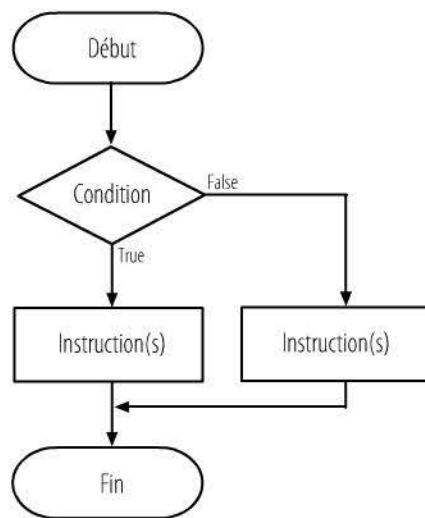 Début
Condition
False
True
Instruction(s)
Instruction(s)
Fin